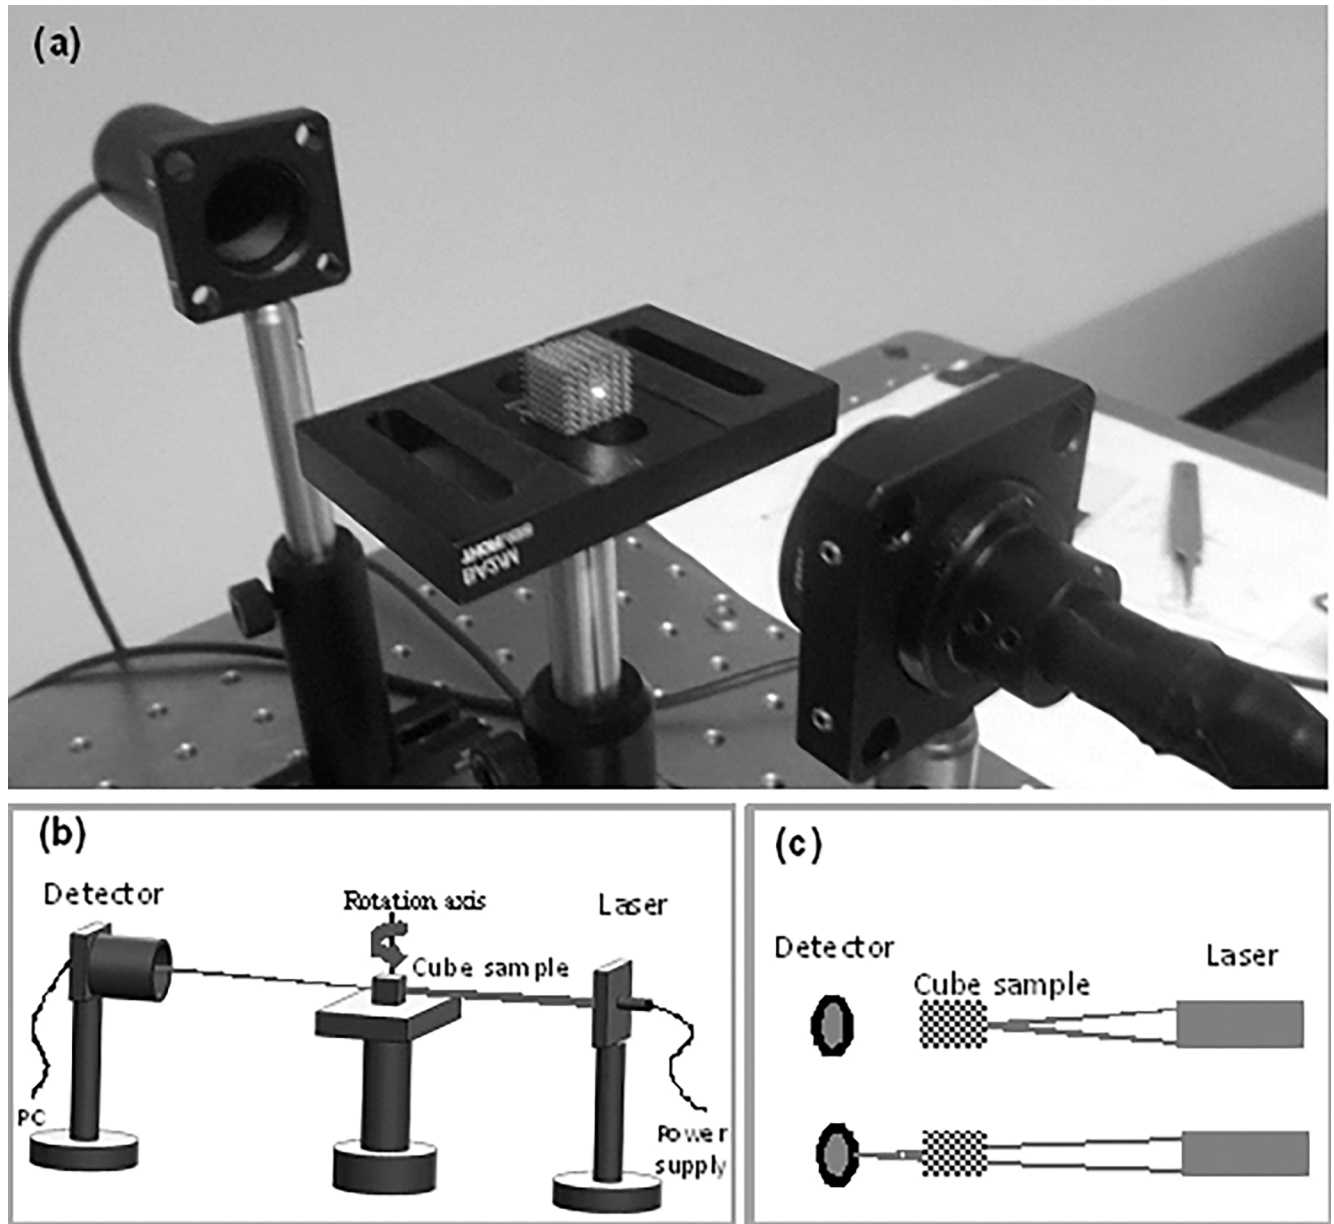 (a)
(b)
Detector
Rotation axis
Laser
Cube sample
PC
Power
supply
(c)
Detector
Laser
Cube sample